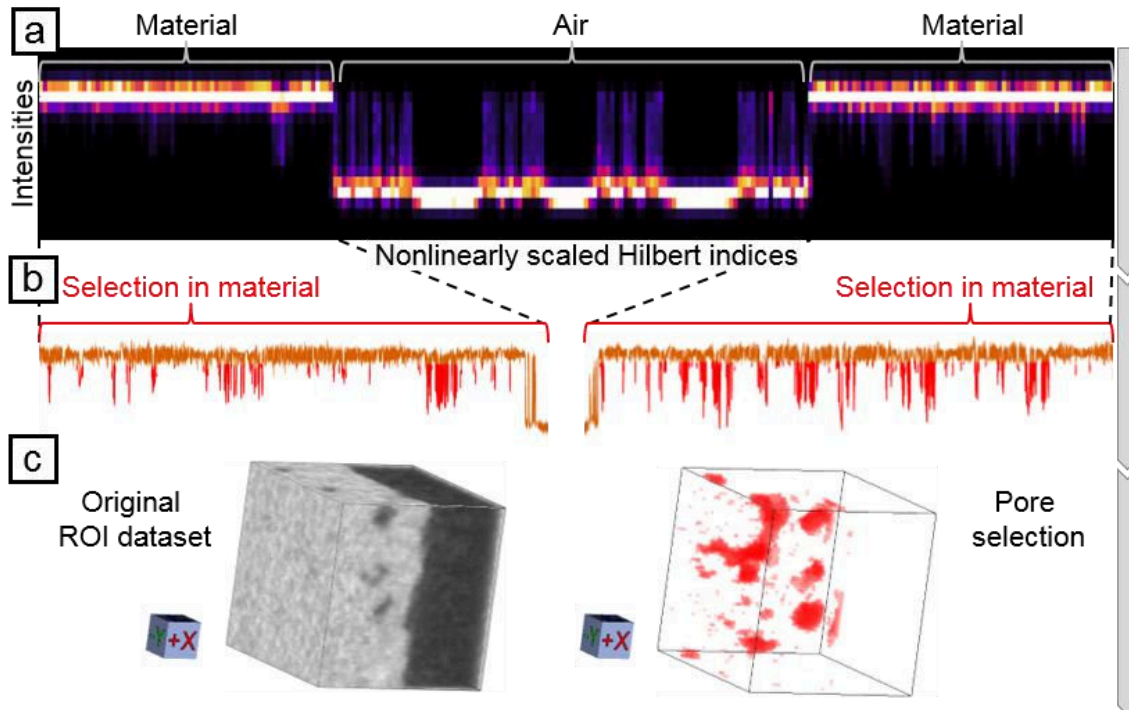 a
Material
Air
Material
Intensities
Nonlinearly scaled Hilbert indices
b
Selection in material
Selection in material
c
Original
ROI dataset
Pore
selection
-Y +X
-Y +X